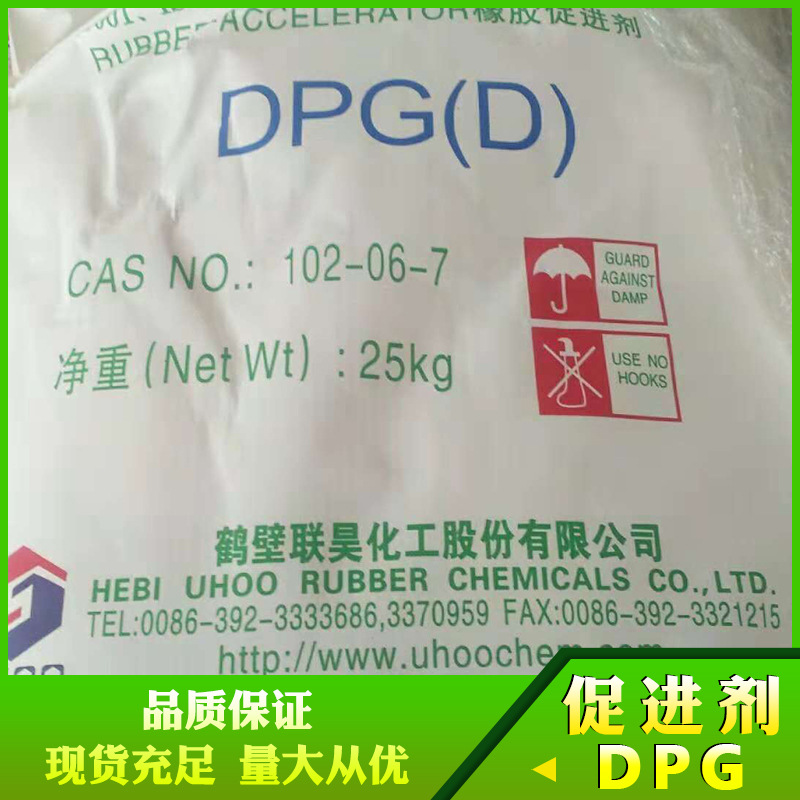 RUBBER ACCELERATOR橡胶促进剂
DPG(D)
CAS NO.: 102-06-7
GUARD
AGAINST
DAMP
净重(Net Wt) : 25kg
USE NO
HOOKS
鹤壁联昊化工股份有限公司
HEBI UHOO RUBBER CHEMICALS CO.,LTD.
TEL:0086-392-3333686,3370959 FAX:0086-392-3321215
http://www.uhoochem.com
品质保证
现货充足 量大从优
促进剂
DPG